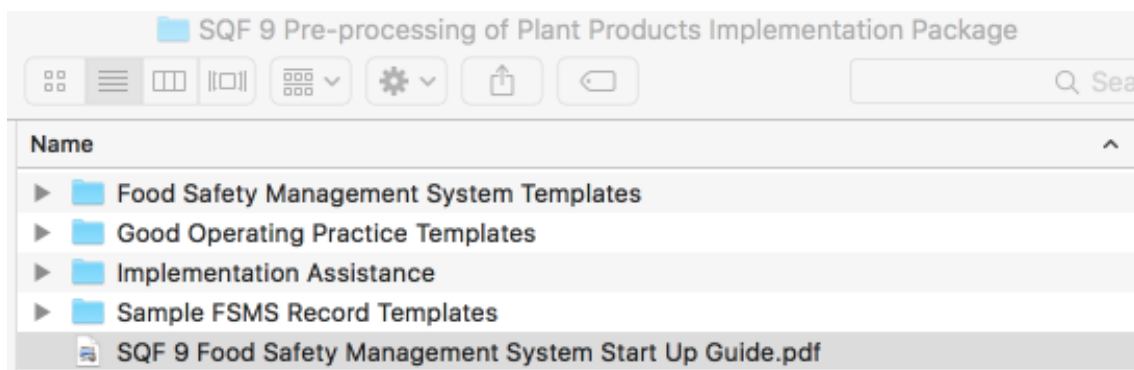 SQF 9 Pre-processing of Plant Products Implementation Package
Sea
Name
Food Safety Management System Templates
Good Operating Practice Templates
Implementation Assistance
Sample FSMS Record Templates
SQF 9 Food Safety Management System Start Up Guide.pdf